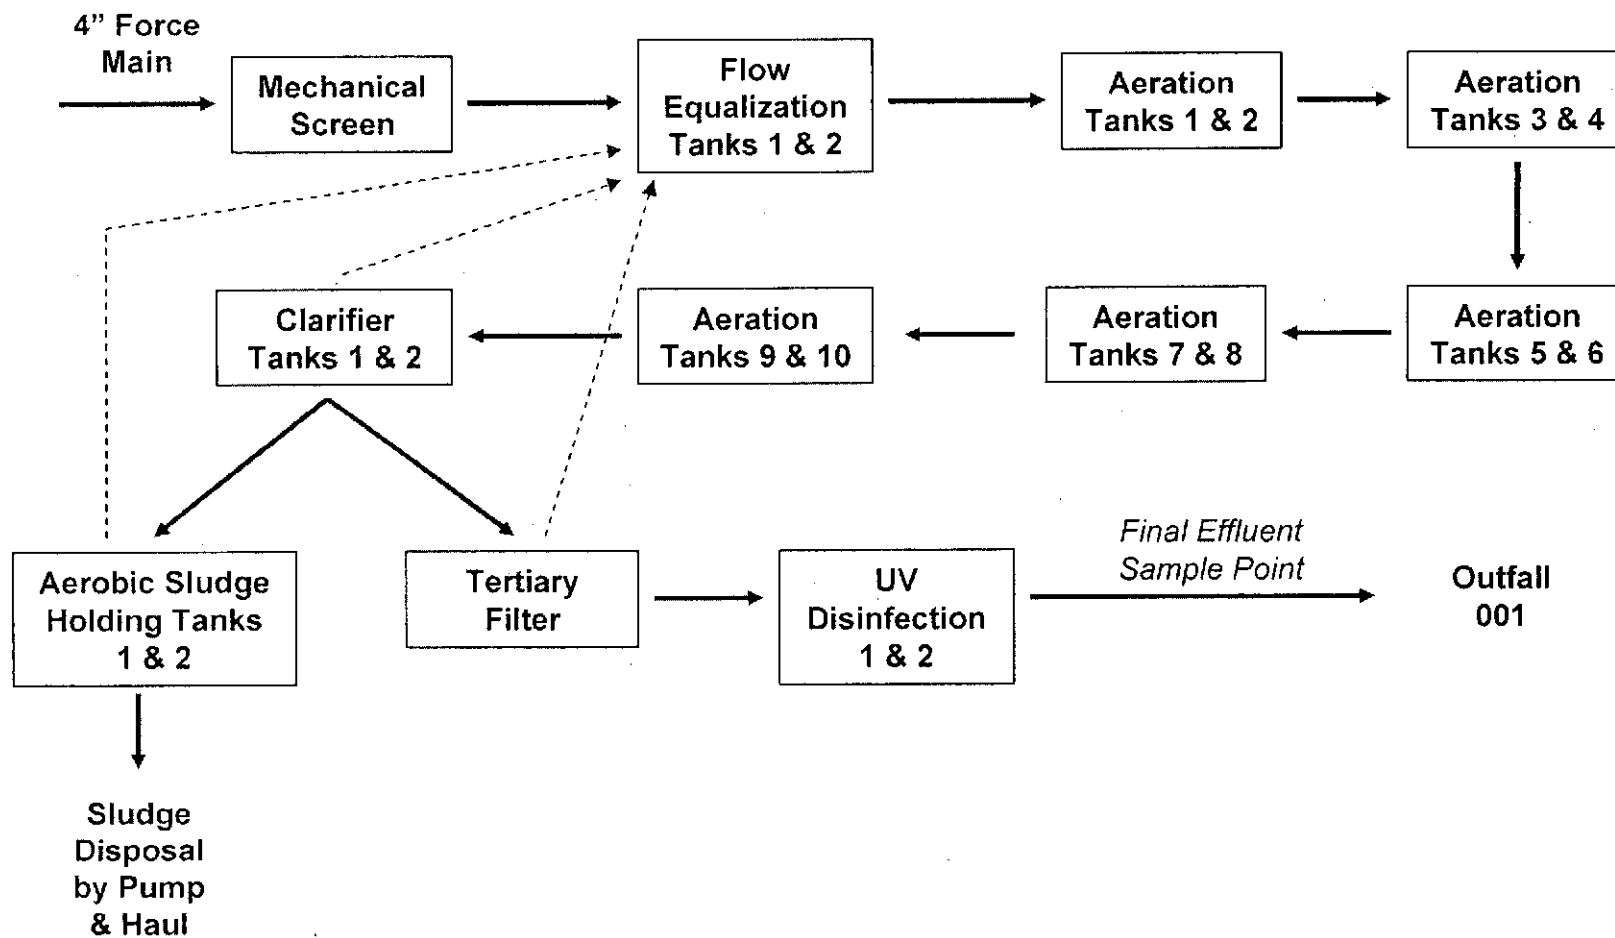 4” Force
Main
Mechanical
Screen
Flow
Equalization
Tanks 1 & 2
Aeration
Tanks 1 & 2
Aeration
Tanks 3 & 4
Clarifier
Tanks 1 & 2
Aeration
Tanks 9 & 10
Aeration
Tanks 7 & 8
Aeration
Tanks 5 & 6
Aerobic Sludge
Holding Tanks
1 & 2
Tertiary
Filter
UV
Disinfection
1 & 2
Final Effluent
Sample Point
Outfall
001
Sludge
Disposal
by Pump
& Haul